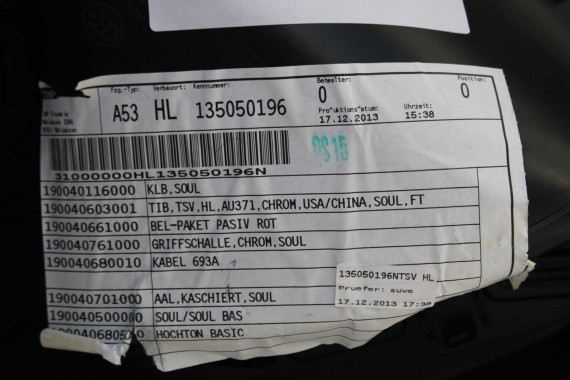 Fzg.-Typ: Verbauort: Kennnummer: Behaelter: Position:
A53 HL 135050196 0 0
Produktionsdatum: Uhrzeit:
17.12.2013 15:38
0S15
31000000HL135050196N
190040116000 KLB,SOUL
190040603001 TIB,TSV,HL,AU371,CHROM,USA/CHINA,SOUL,FT
190040661000 BEL-PAKET PASIV ROT
190040761000 GRIFFSCHALLE,CHROM,SOUL
190040680010 KABEL 693A
135050196NTSV HL
Pruefer: suvs
17.12.2013 17:38
190040701000 AAL,KASCHIERT,SOUL
190040500080 SOUL/SOUL BAS
HOCHTON BASIC